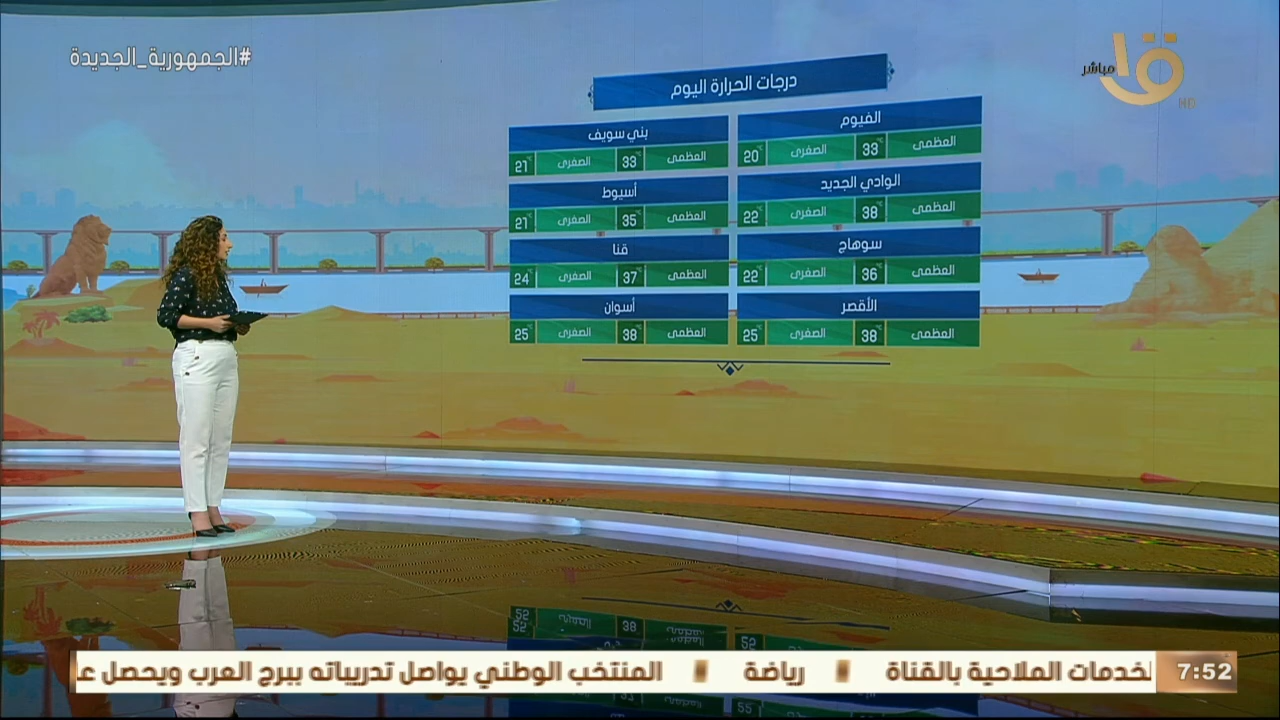 #الجمهورية_الجديدة
مباشر
HD
درجات الحرارة اليوم
الفيوم
العظمى 33 الصغرى 20
بني سويف
العظمى 33 الصغرى 21
الوادي الجديد
العظمى 38 الصغرى 22
أسيوط
العظمى 35 الصغرى 21
سوهاج
العظمى 36 الصغرى 22
قنا
العظمى 37 الصغرى 24
الأقصر
العظمى 38 الصغرى 25
أسوان
العظمى 38 الصغرى 25
7:52 لخدمات الملاحية بالقناة رياضة المنتخب الوطني يواصل تدريباته ببرج العرب ويحصل عـ